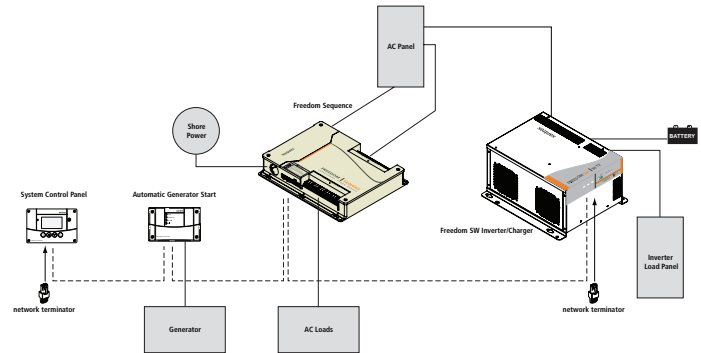 AC Panel
Freedom Sequence
Shore
Power
BATTERY
System Control Panel
Automatic Generator Start
Freedom SW Inverter/Charger
Inverter
Load Panel
network terminator
network terminator
Generator
AC Loads